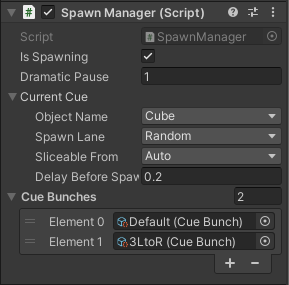 Spawn Manager (Script)
Script SpawnManager
Is Spawning
Dramatic Pause 1
Current Cue
Object Name Cube
Spawn Lane Random
Sliceable From Auto
Delay Before Spaw 0.2
Cue Bunches 2
Element 0 Default (Cue Bunch)
Element 1 3LtoR (Cue Bunch)